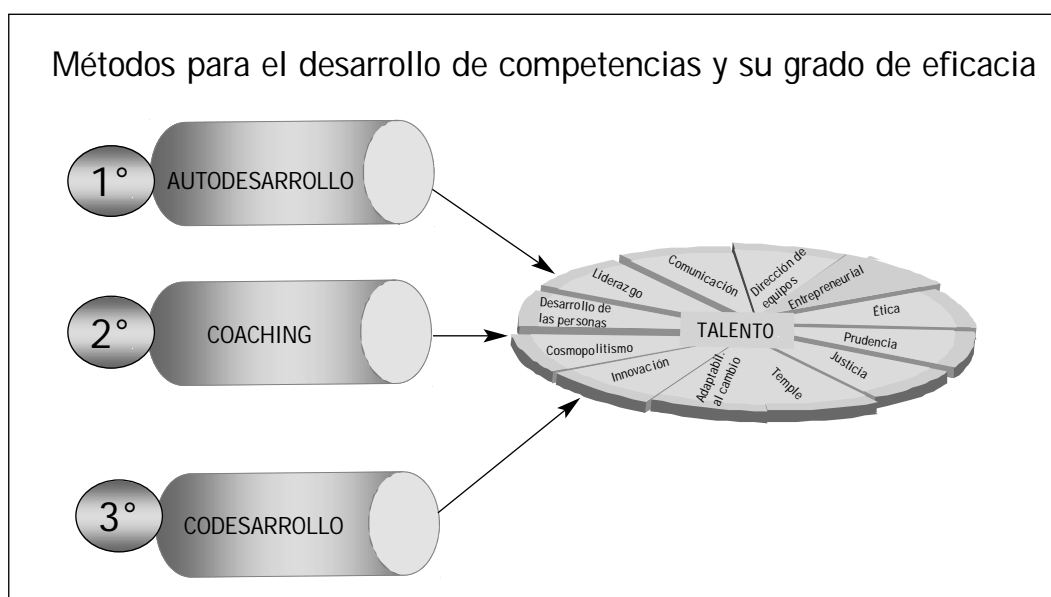 Métodos para el desarrollo de competencias y su grado de eficacia
1°
AUTODESARROLLO
2°
COACHING
3°
CODESARROLLO
TALENTO
Comunicación
Dirección de
equipos
Entrepreneurial
Ética
Prudencia
Justicia
Temple
Adaptabil.
al cambio
Innovación
Cosmopolitismo
Desarrollo de
las personas
Liderazgo